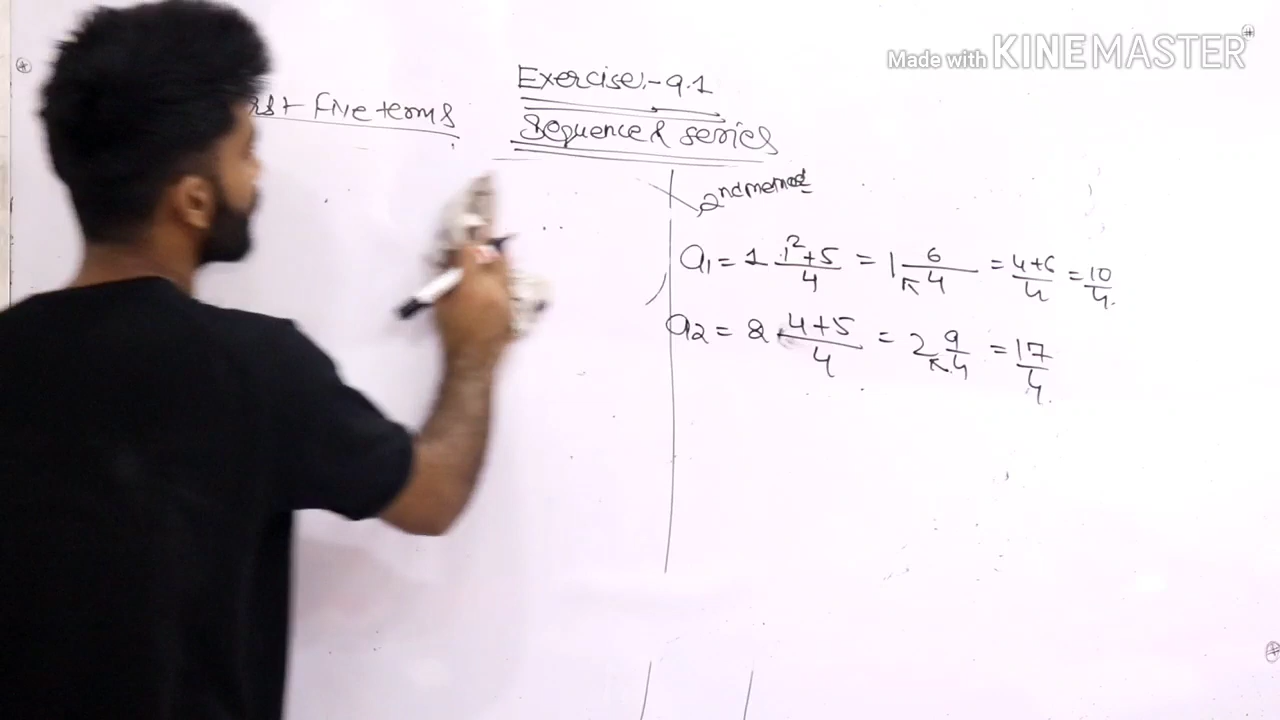 Made with KINEMASTER
Exercise:- 9.1
First five terms
Sequence & series
2nd method
a₁ = 1 (1²+5)/4 = 1 6/4 = (4+6)/4 = 10/4
a₂ = 2 (4+5)/4 = 2 9/4 = 17/4